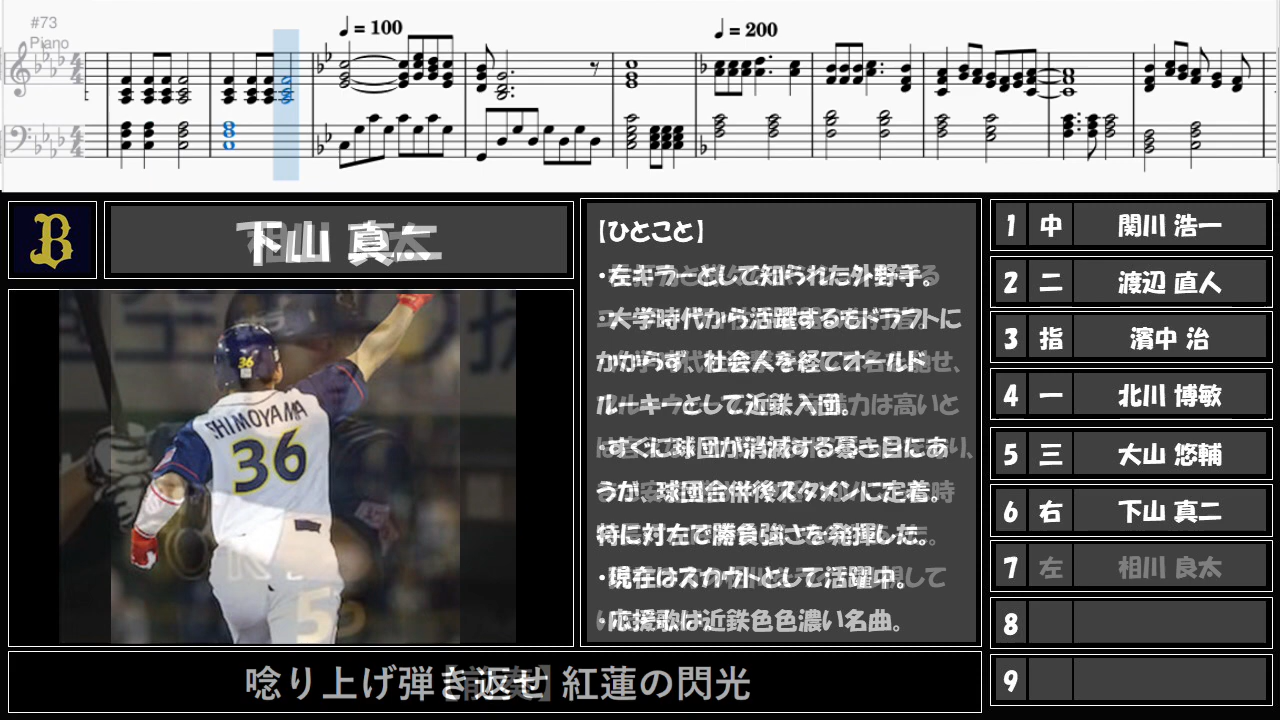 #73
Piano
♩ = 100
♩ = 200
B
下山 真二
【ひとこと】
・左キラーとして知られた外野手。
・大学時代から活躍するもドラフトに
かからず、社会人を経てオールド
ルーキーとして近鉄入団。
・すぐに球団が消滅する憂き目にあ
うが、球団合併後スタメンに定着。
特に対左で勝負強さを発揮した。
・現在はスカウトとして活躍中。
・応援歌は近鉄色色濃い名曲。
36
SHIMOYAMA
36
唸り上げ弾き返せ 紅蓮の閃光
1 中 関川 浩一
2 二 渡辺 直人
3 指 濱中 治
4 一 北川 博敏
5 三 大山 悠輔
6 右 下山 真二
7 左 相川 良太
8
9